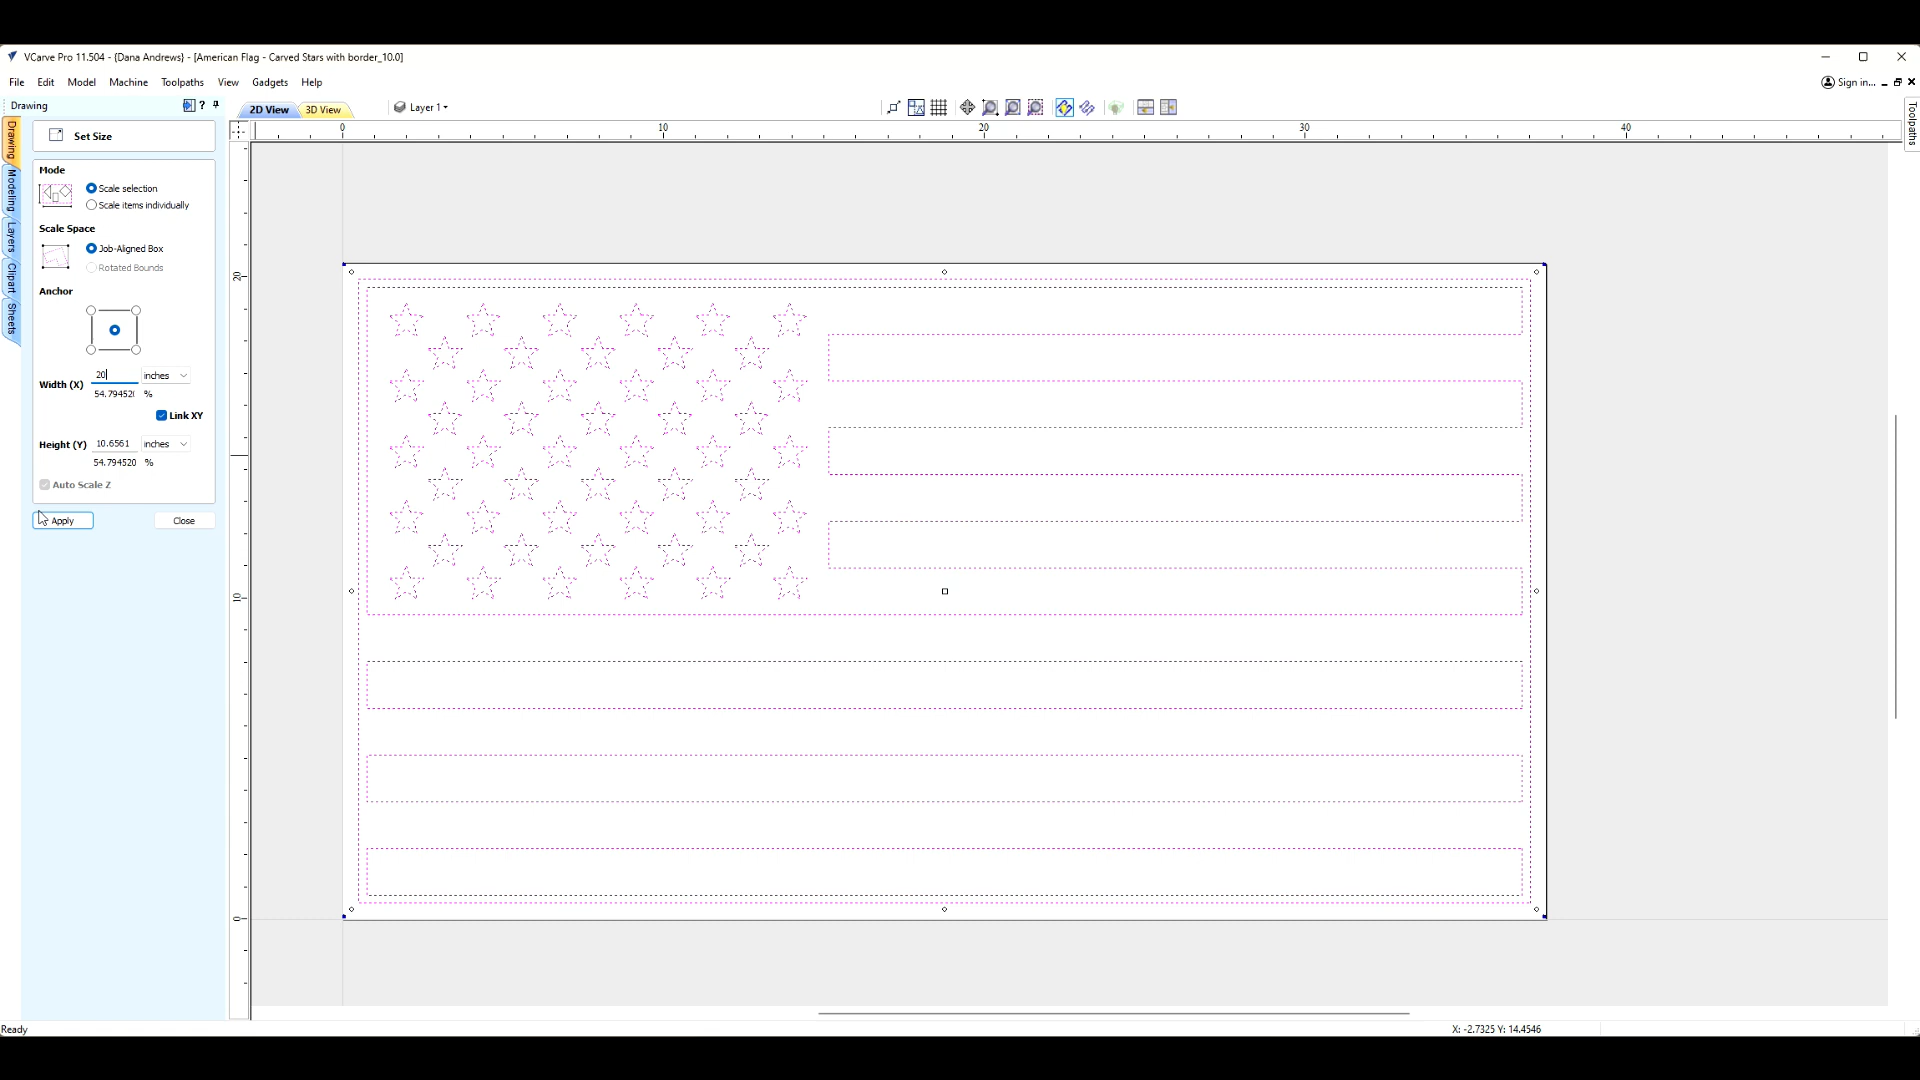 VCarve Pro 11.504 - {Dana Andrews} - [American Flag - Carved Stars with border_10.0]
File Edit Model Machine Toolpaths View Gadgets Help
Sign in...
Drawing
?
2D View 3D View
Layer 1
Set Size
0 10 20 30 40
20
10
0
Drawing
Modeling
Layers
Clipart
Sheets
Toolpaths
Mode
Scale selection
Scale items individually
Scale Space
Job-Aligned Box
Rotated Bounds
Anchor
Width (X) 20 inches
54.79452 %
Link XY
Height (Y) 10.6561 inches
54.794520 %
Auto Scale Z
Apply Close
Ready
X: -2.7325 Y: 14.4546